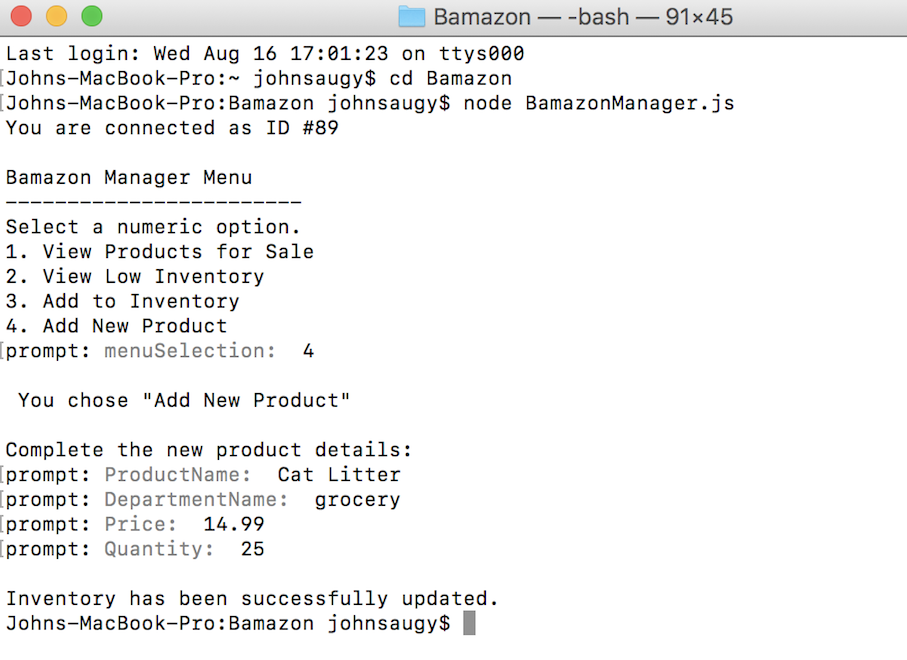 Bamazon — -bash — 91×45
Last login: Wed Aug 16 17:01:23 on ttys000
[Johns-MacBook-Pro:~ johnsaugy$ cd Bamazon
[Johns-MacBook-Pro:Bamazon johnsaugy$ node BamazonManager.js
You are connected as ID #89
Bamazon Manager Menu
------------------------
Select a numeric option.
1. View Products for Sale
2. View Low Inventory
3. Add to Inventory
4. Add New Product
[prompt: menuSelection:  4
 You chose "Add New Product"
Complete the new product details:
[prompt: ProductName:  Cat Litter
[prompt: DepartmentName:  grocery
[prompt: Price:  14.99
[prompt: Quantity:  25
Inventory has been successfully updated.
Johns-MacBook-Pro:Bamazon johnsaugy$